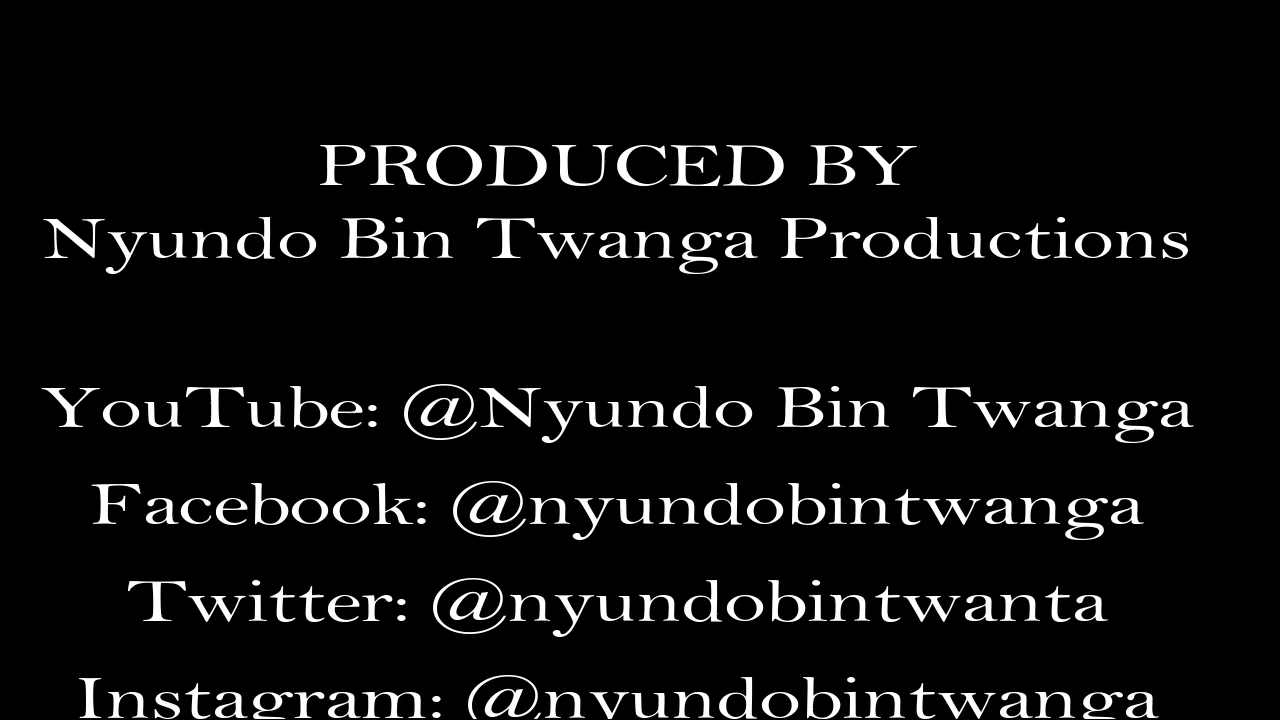 PRODUCED BY
Nyundo Bin Twanga Productions
YouTube: @Nyundo Bin Twanga
Facebook: @nyundobintwanga
Twitter: @nyundobintwanta
Instagram: @nyundobintwanga